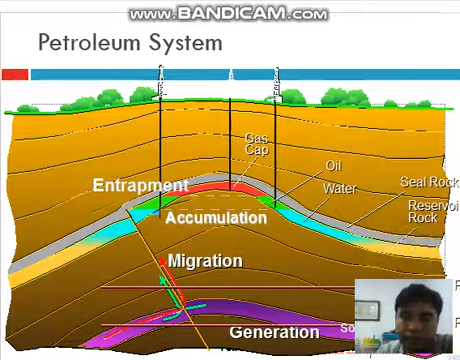 www.BANDICAM.com
Petroleum System
Gas
Cap
Oil
Entrapment
Water
Seal Rock
Reservoir
Rock
Accumulation
Migration
Generation